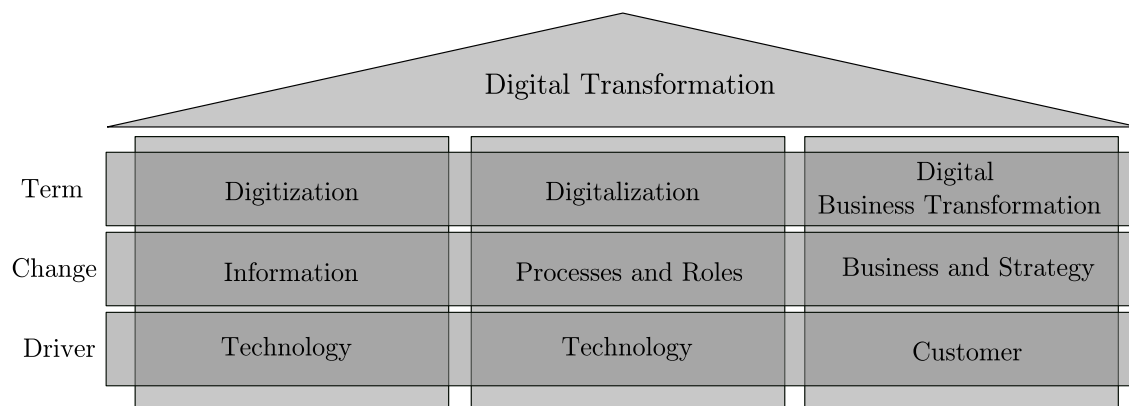 Digital Transformation
Term
Digitization
Digitalization
Digital
Business Transformation
Change
Information
Processes and Roles
Business and Strategy
Driver
Technology
Technology
Customer